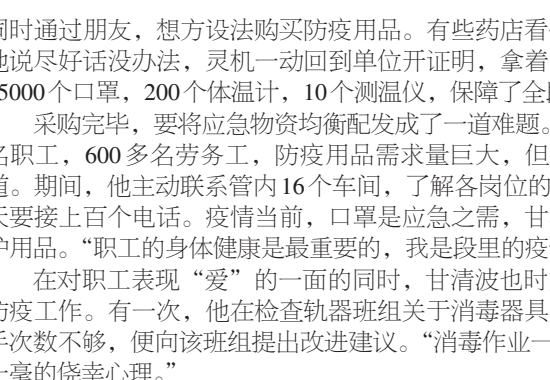 同时通过朋友，想方设法购买防疫用品。有些药店看
他说尽好话没办法，灵机一动回到单位开证明，拿着
5000个口罩，200个体温计，10个测温仪，保障了全
采购完毕，要将应急物资均衡配发成了一道难题。
名职工，600多名劳务工，防疫用品需求量巨大，但
道。期间，他主动联系管内16个车间，了解各岗位的
天要接上百个电话。疫情当前，口罩是应急之需，甘
护用品。“职工的身体健康是最重要的，我是段里的疫
在对职工表现“爱”的一面的同时，甘清波也时
防疫工作。有一次，他在检查轨器班组关于消毒器具
手次数不够，便向该班组提出改进建议。“消毒作业一
一毫的侥幸心理。”